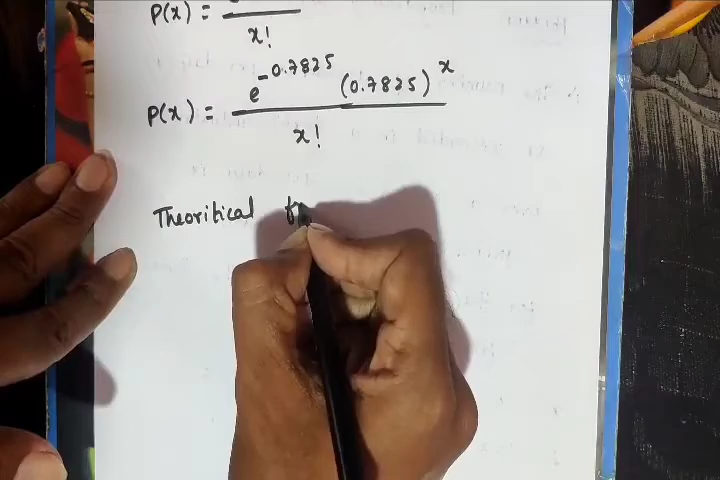 P(x) =
x!
P(x) = e^-0.7825 (0.7825)^x
x!
Theoritical